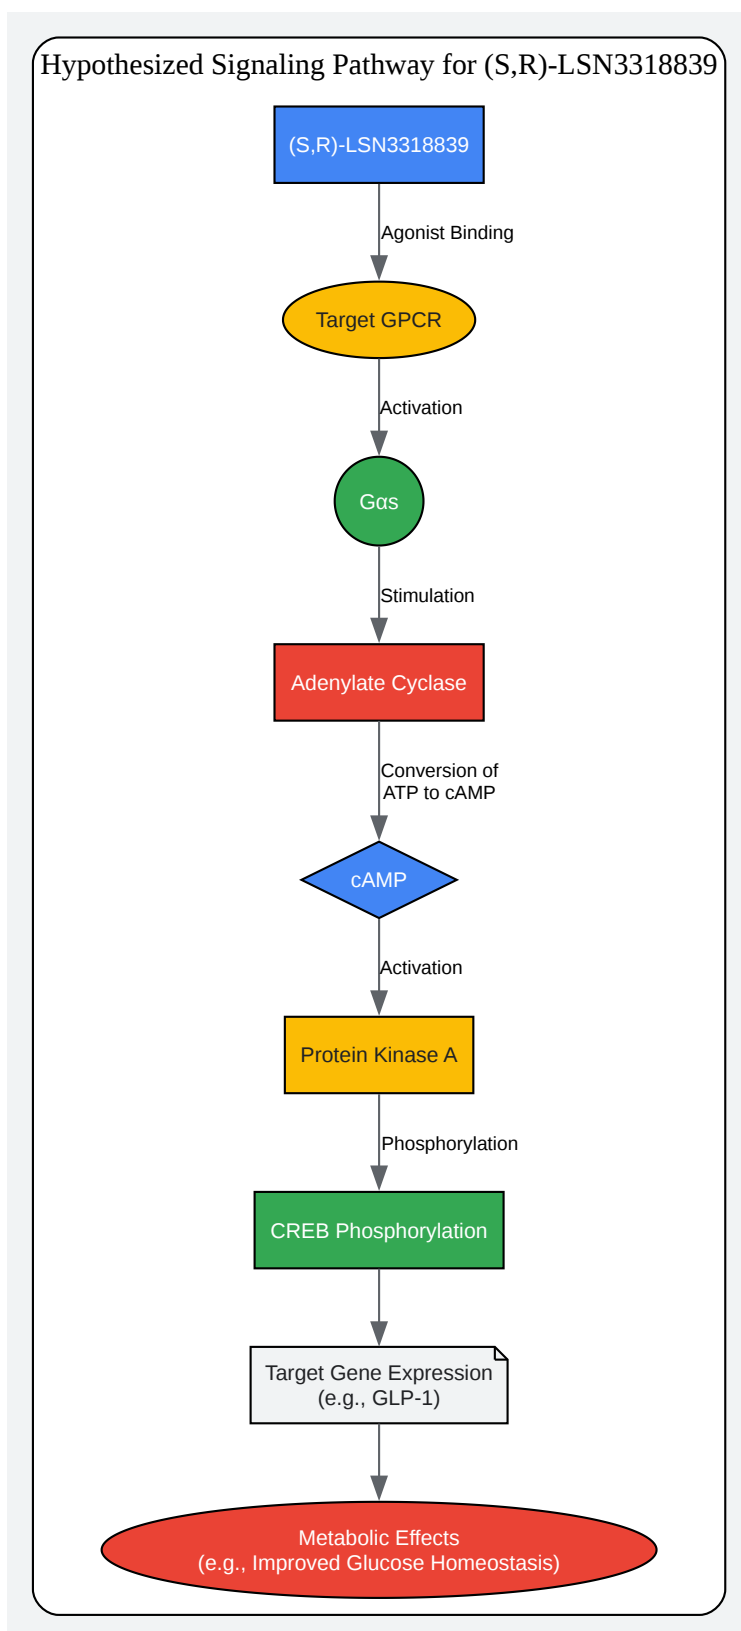 Hypothesized Signaling Pathway for (S,R)-LSN3318839
(S,R)-LSN3318839
Agonist Binding
Target GPCR
Activation
Gαs
Stimulation
Adenylate Cyclase
Conversion of
ATP to cAMP
cAMP
Activation
Protein Kinase A
Phosphorylation
CREB Phosphorylation
Target Gene Expression
(e.g., GLP-1)
Metabolic Effects
(e.g., Improved Glucose Homeostasis)